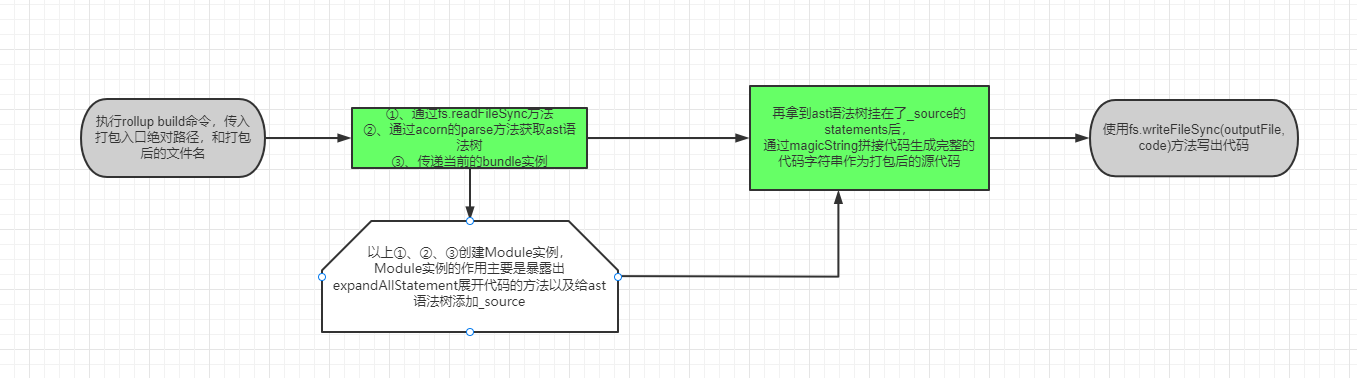 执行rollup build命令，传入
打包入口绝对路径，和打包
后的文件名
①、通过fs.readFileSync方法
②、通过acorn的parse方法获取ast语
法树
③、传递当前的bundle实例
以上①、②、③创建Module实例，
Module实例的作用主要是暴露出
expandAllStatement展开代码的方法以及给ast
语法树添加_source
再拿到ast语法树挂在了_source的
statements后，
通过magicString拼接代码生成完整的
代码字符串作为打包后的源代码
使用fs.writeFileSync(outputFile,
code)方法写出代码